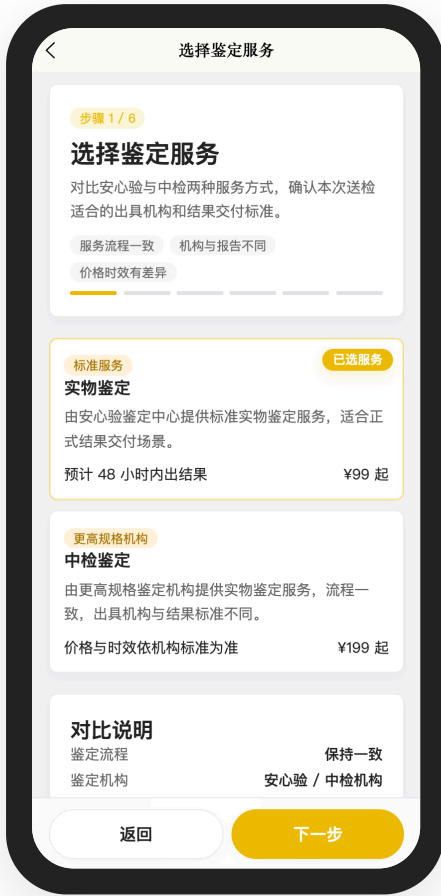 选择鉴定服务
步骤 1 / 6
选择鉴定服务
对比安心验与中检两种服务方式，确认本次送检
适合的出具机构和结果交付标准。
服务流程一致 机构与报告不同
价格时效有差异
已选服务
标准服务
实物鉴定
由安心验鉴定中心提供标准实物鉴定服务，适合正
式结果交付场景。
预计 48 小时内出结果 ¥99 起
更高规格机构
中检鉴定
由更高规格鉴定机构提供实物鉴定服务，流程一
致，出具机构与结果标准不同。
价格与时效依机构标准为准 ¥199 起
对比说明
鉴定流程 保持一致
鉴定机构 安心验 / 中检机构
返回 下一步